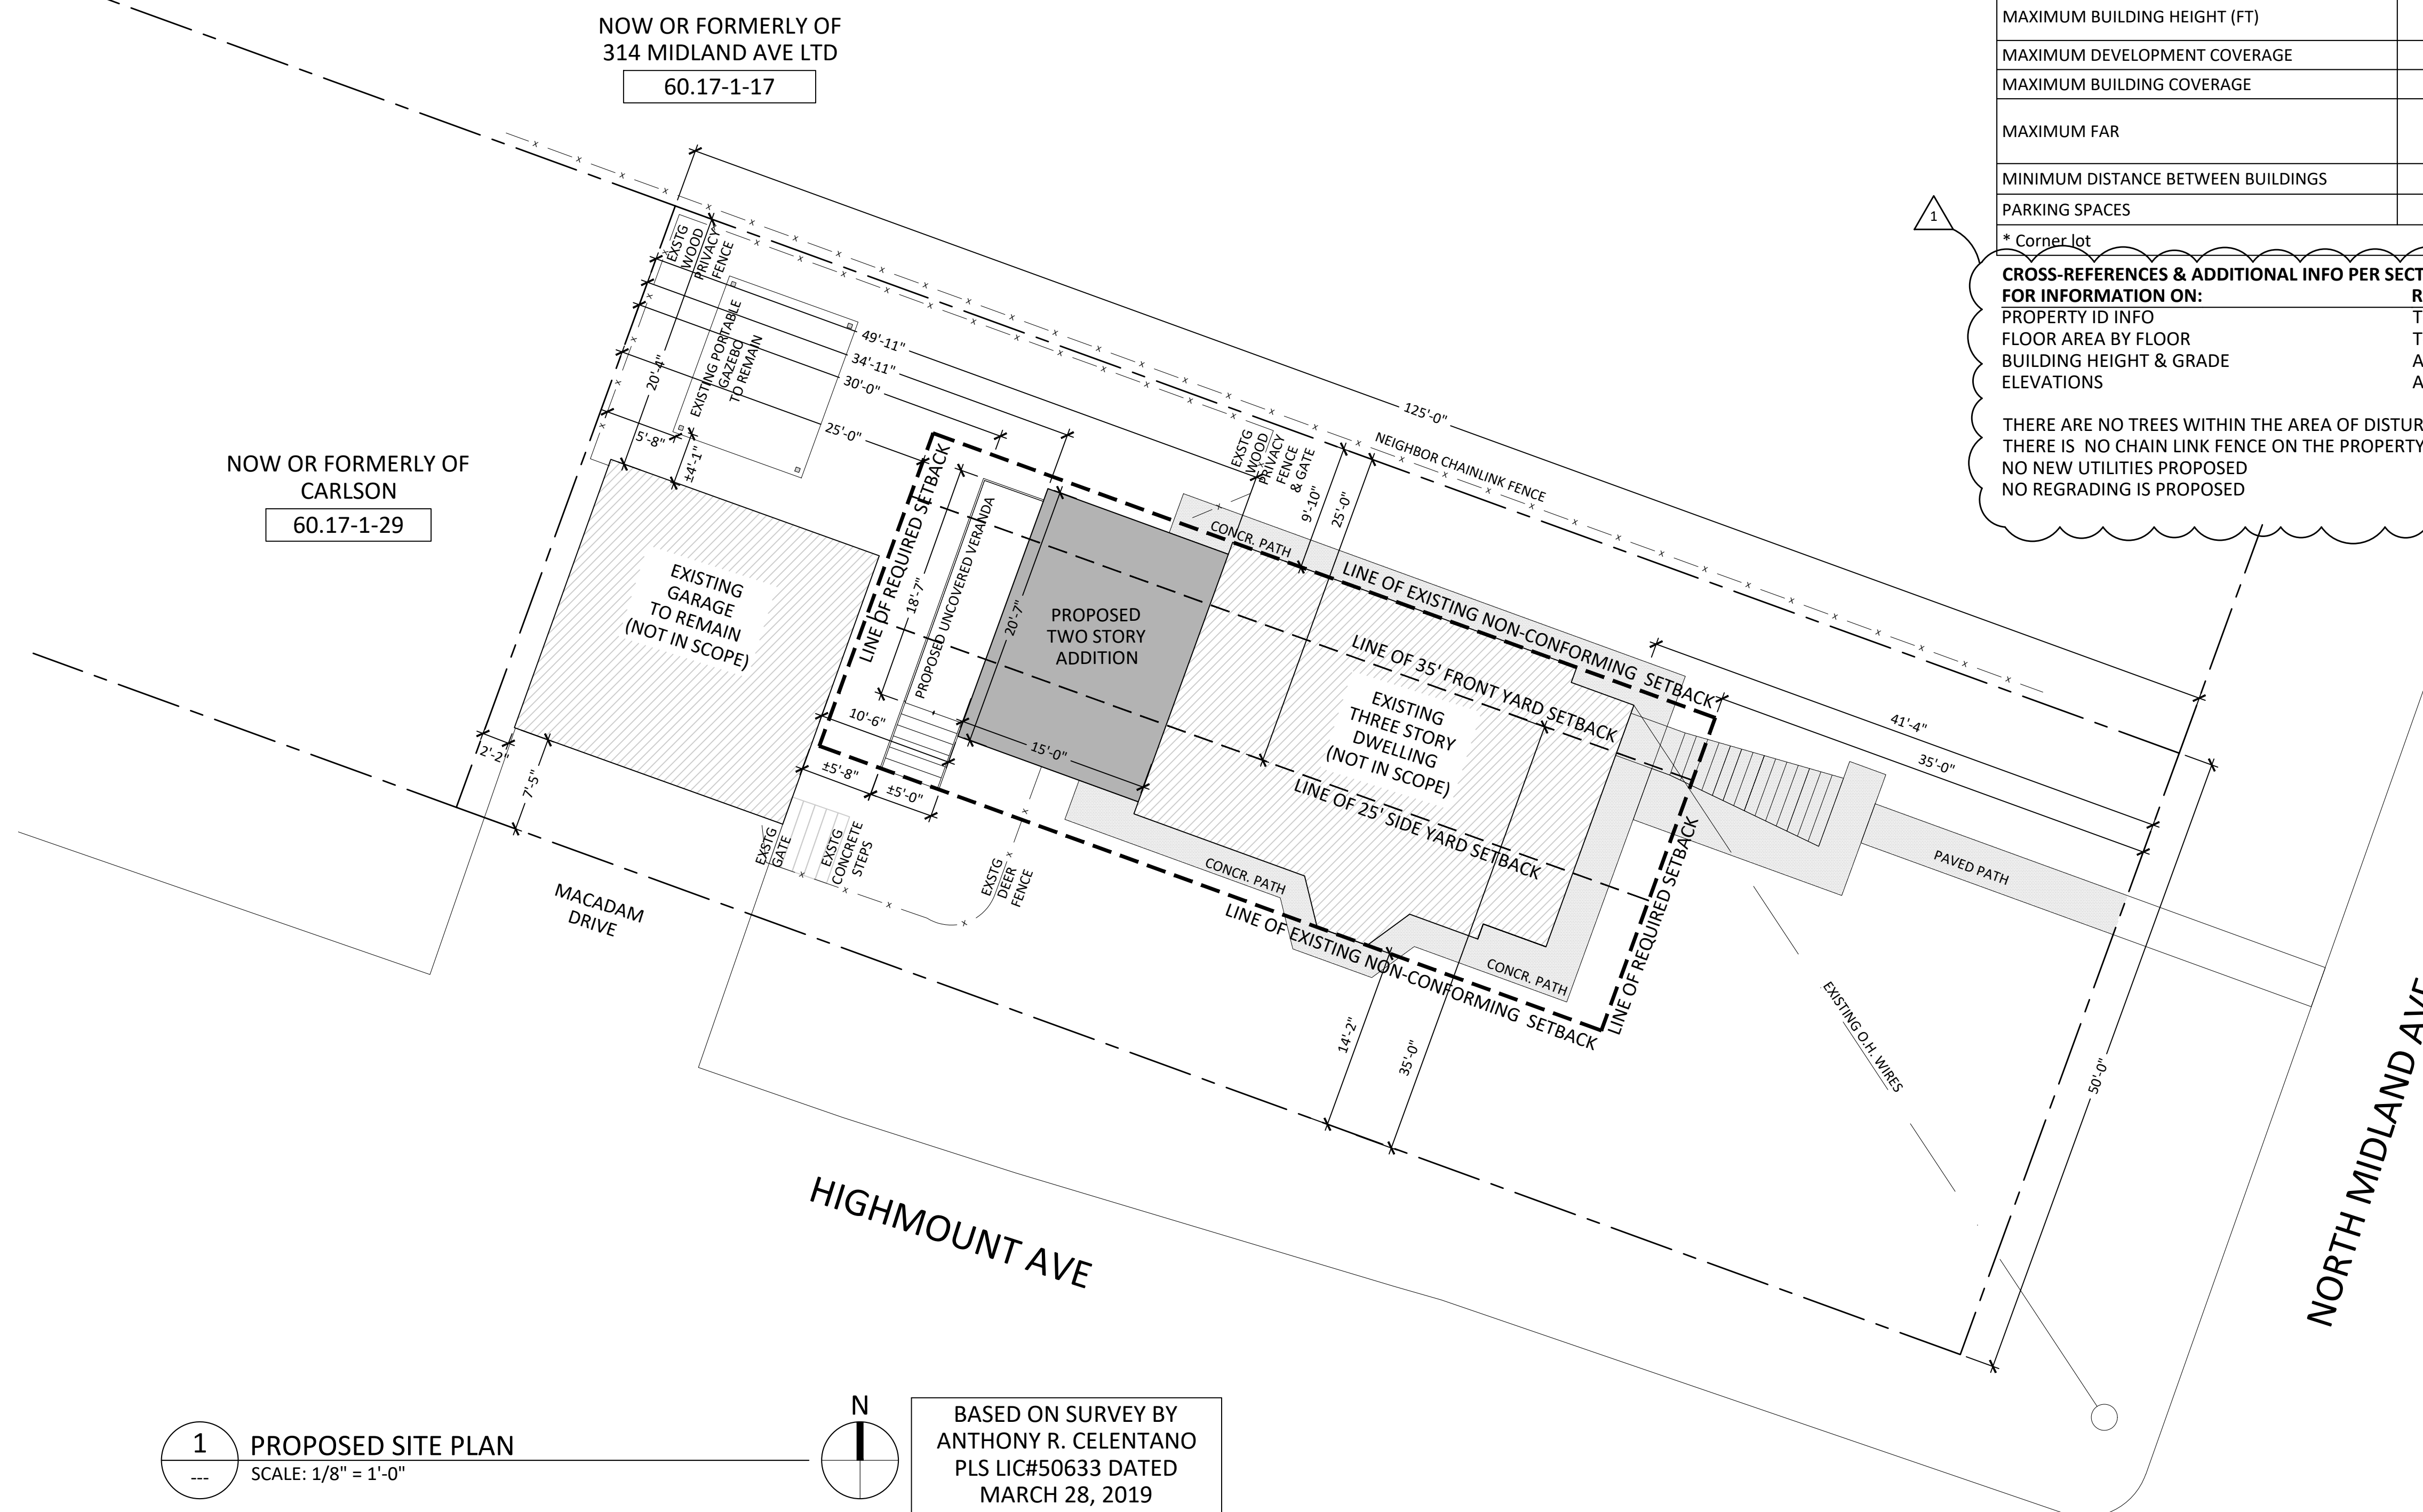 NOW OR FORMERLY OF
314 MIDLAND AVE LTD
60.17-1-17
MAXIMUM BUILDING HEIGHT (FT)
MAXIMUM DEVELOPMENT COVERAGE
MAXIMUM BUILDING COVERAGE
MAXIMUM FAR
MINIMUM DISTANCE BETWEEN BUILDINGS
PARKING SPACES
* Corner lot
1
CROSS-REFERENCES & ADDITIONAL INFO PER SECT
FOR INFORMATION ON: R
PROPERTY ID INFO T
FLOOR AREA BY FLOOR T
BUILDING HEIGHT & GRADE A
ELEVATIONS A
THERE ARE NO TREES WITHIN THE AREA OF DISTUR
THERE IS NO CHAIN LINK FENCE ON THE PROPERTY
NO NEW UTILITIES PROPOSED
NO REGRADING IS PROPOSED
NOW OR FORMERLY OF
CARLSON
60.17-1-29
EXSTG
WOOD
PRIVACY
FENCE
EXISTING PORTABLE
GAZEBO
TO REMAIN
20'-4"
5'-8"
±4'-1"
49'-11"
34'-11"
30'-0"
25'-0"
125'-0"
NEIGHBOR CHAINLINK FENCE
EXSTG
WOOD
PRIVACY
FENCE
& GATE
9'-10"
25'-0"
CONCR. PATH
LINE OF EXISTING NON-CONFORMING SETBACK
LINE OF 35' FRONT YARD SETBACK
LINE OF 25' SIDE YARD SETBACK
EXISTING
GARAGE
TO REMAIN
(NOT IN SCOPE)
LINE OF REQUIRED SETBACK
18'-7"
PROPOSED UNCOVERED VERANDA
20'-7"
PROPOSED
TWO STORY
ADDITION
EXISTING
THREE STORY
DWELLING
(NOT IN SCOPE)
10'-6"
15'-0"
±5'-8"
±5'-0"
2'-2"
7'-5"
EXSTG
GATE
EXSTG
CONCRETE
STEPS
EXSTG
DEER
FENCE
MACADAM
DRIVE
CONCR. PATH
CONCR. PATH
LINE OF EXISTING NON-CONFORMING SETBACK
LINE OF REQUIRED SETBACK
14'-2"
35'-0"
41'-4"
35'-0"
PAVED PATH
EXISTING O.H. WIRES
50'-0"
HIGHMOUNT AVE
NORTH MIDLAND AVE
1
---
PROPOSED SITE PLAN
SCALE: 1/8" = 1'-0"
N
BASED ON SURVEY BY
ANTHONY R. CELENTANO
PLS LIC#50633 DATED
MARCH 28, 2019